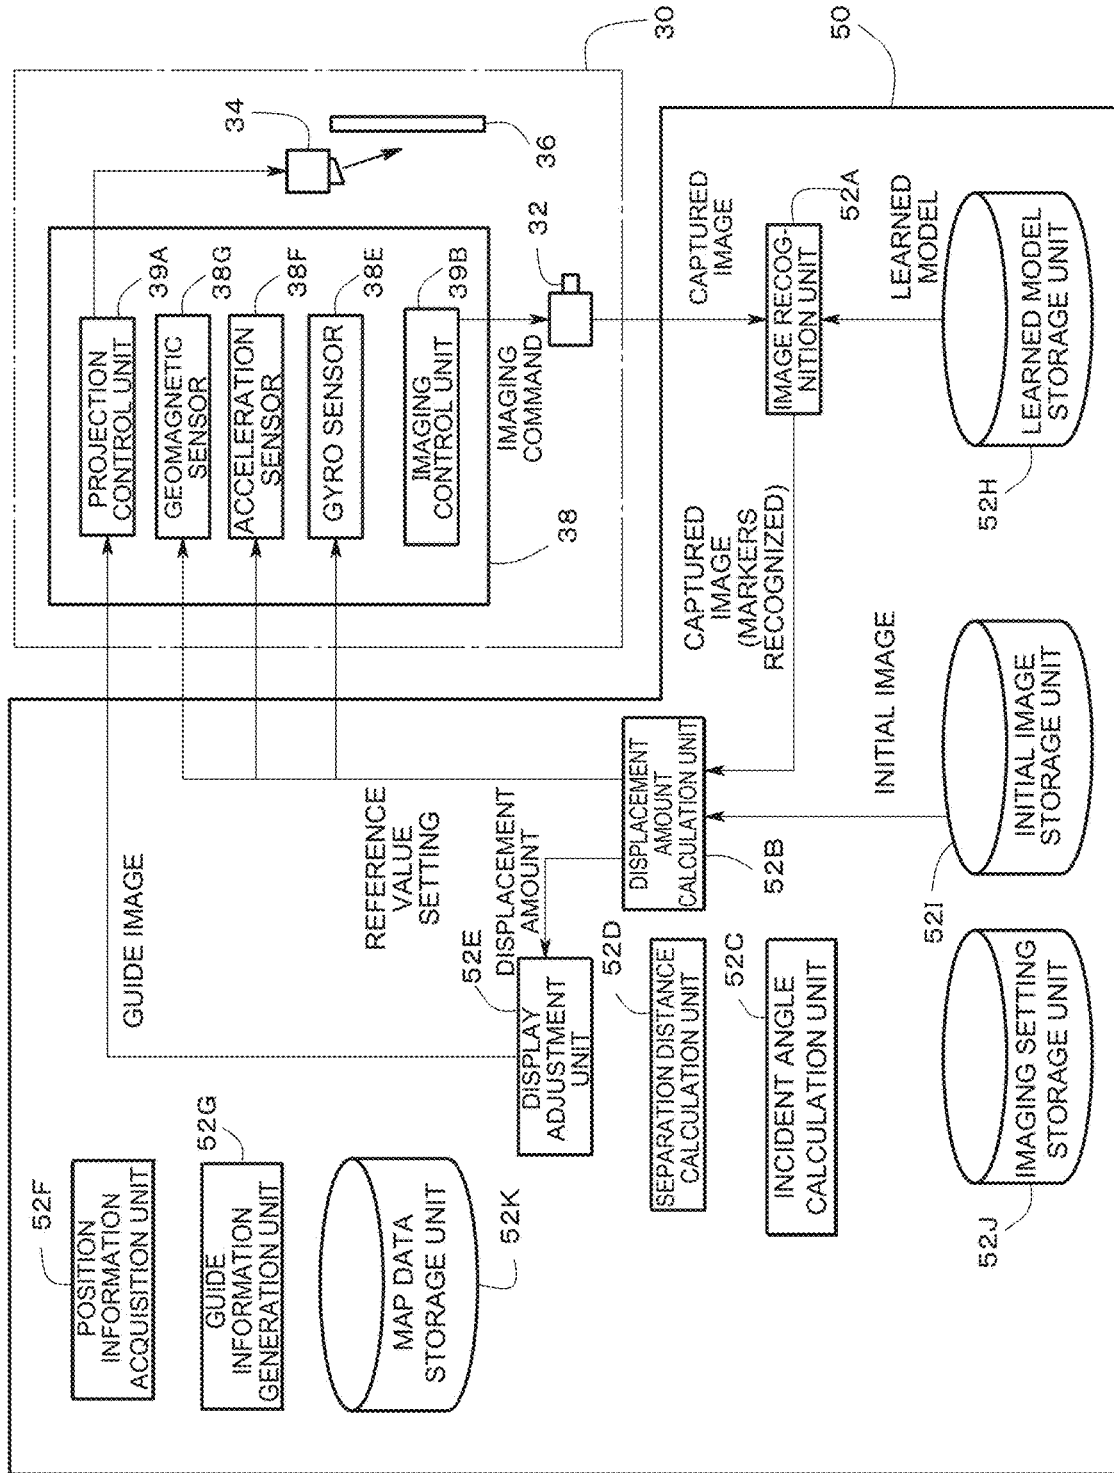 30
50
34
36
PROJECTION
CONTROL UNIT
39A
GEOMAGNETIC
SENSOR
38G
ACCELERATION
SENSOR
38F
GYRO SENSOR
38E
IMAGING
CONTROL UNIT
39B
38
IMAGING
COMMAND
32
CAPTURED
IMAGE
IMAGE RECOG-
NITION UNIT
52A
LEARNED
MODEL
LEARNED MODEL
STORAGE UNIT
52H
CAPTURED
IMAGE
(MARKERS
RECOGNIZED)
GUIDE IMAGE
REFERENCE
VALUE
SETTING
DISPLACEMENT
AMOUNT
DISPLACEMENT
AMOUNT
CALCULATION UNIT
52B
INITIAL IMAGE
INITIAL IMAGE
STORAGE UNIT
52I
52E
DISPLAY
ADJUSTMENT
UNIT
52D
SEPARATION DISTANCE
CALCULATION UNIT
52C
INCIDENT ANGLE
CALCULATION UNIT
IMAGING SETTING
STORAGE UNIT
52J
52F
POSITION
INFORMATION
ACQUISITION UNIT
52G
GUIDE
INFORMATION
GENERATION UNIT
MAP DATA
STORAGE UNIT
52K